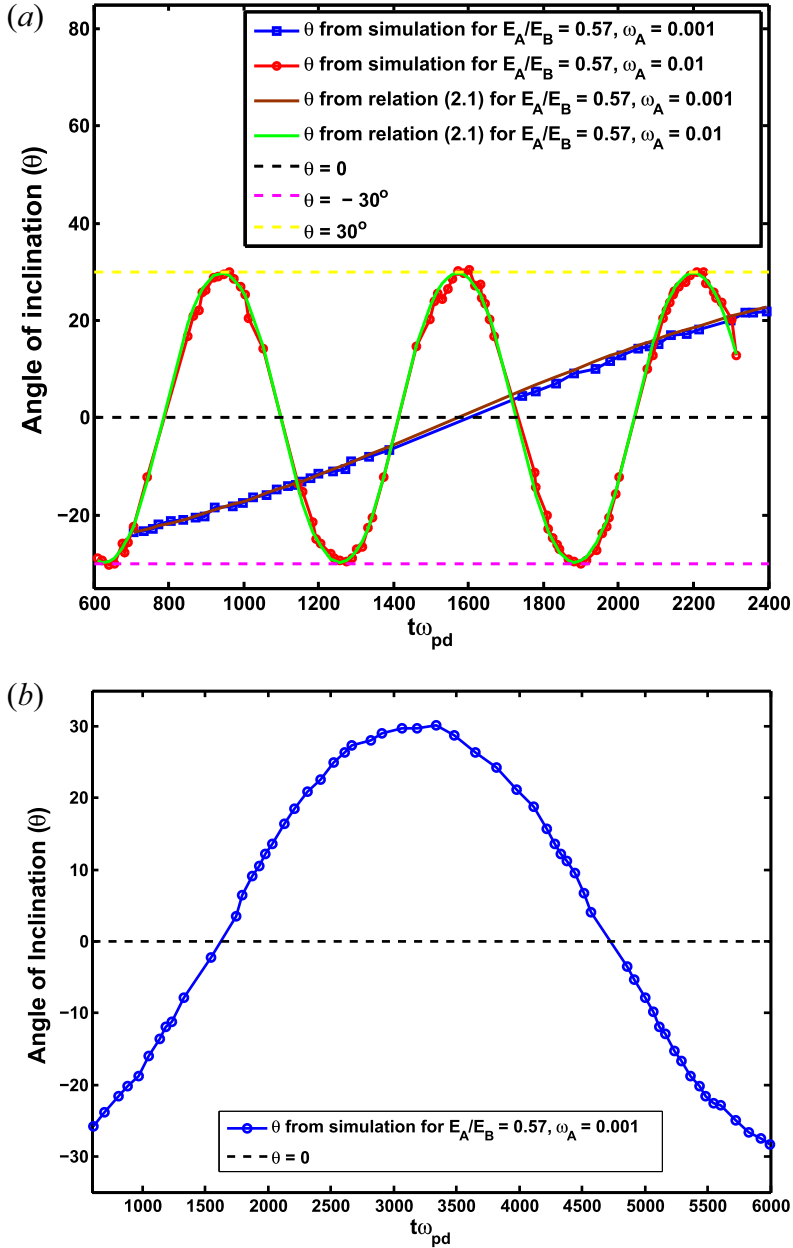 (a)
80
60
40
20
0
−20
Angle of inclination (θ)
θ from simulation for E_A/E_B = 0.57, ω_A = 0.001
θ from simulation for E_A/E_B = 0.57, ω_A = 0.01
θ from relation (2.1) for E_A/E_B = 0.57, ω_A = 0.001
θ from relation (2.1) for E_A/E_B = 0.57, ω_A = 0.01
θ = 0
θ = − 30°
θ = 30°
600 800 1000 1200 1400 1600 1800 2000 2200 2400
tω_pd
(b)
30
20
10
0
−10
−20
−30
Angle of Inclination (θ)
θ from simulation for E_A/E_B = 0.57, ω_A = 0.001
θ = 0
1000 1500 2000 2500 3000 3500 4000 4500 5000 5500 6000
tω_pd